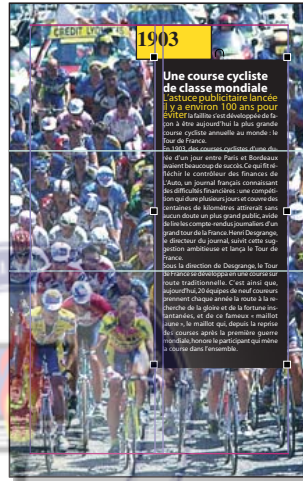 CREDIT LYONNAIS
1903
Une course cycliste
de classe mondiale
L'astuce publicitaire lancée
il y a environ 100 ans pour
éviter la faillite s'est développée de fa-
çon à être aujourd'hui la plus grande
course cycliste annuelle au monde : le
Tour de France.
En 1903, des courses cyclistes d'une du-
rée d'un jour entre Paris et Bordeaux
avaient beaucoup de succès. Ce qui fit ré-
fléchir le contrôleur des finances de
L'Auto, un journal français connaissant
des difficultés financières : une compéti-
tion qui dure plusieurs jours et couvre des
centaines de kilomètres attirerait sans
aucun doute un plus grand public, avide
de lire les compte-rendus journaliers d'un
grand tour de la France. Henri Desgrange,
le directeur du journal, suivit cette sug-
gestion ambitieuse et lança le Tour de
France.
Sous la direction de Desgrange, le Tour
de France se développa en une course sur
route traditionnelle. C'est ainsi que,
aujourd'hui, 20 équipes de neuf coureurs
prennent chaque année la route à la re-
cherche de la gloire et de la fortune ins-
tantanées, et de ce fameux « maillot
jaune », le maillot qui, depuis la reprise
des courses après la première guerre
mondiale, honore le participant qui mène
la course dans l'ensemble.